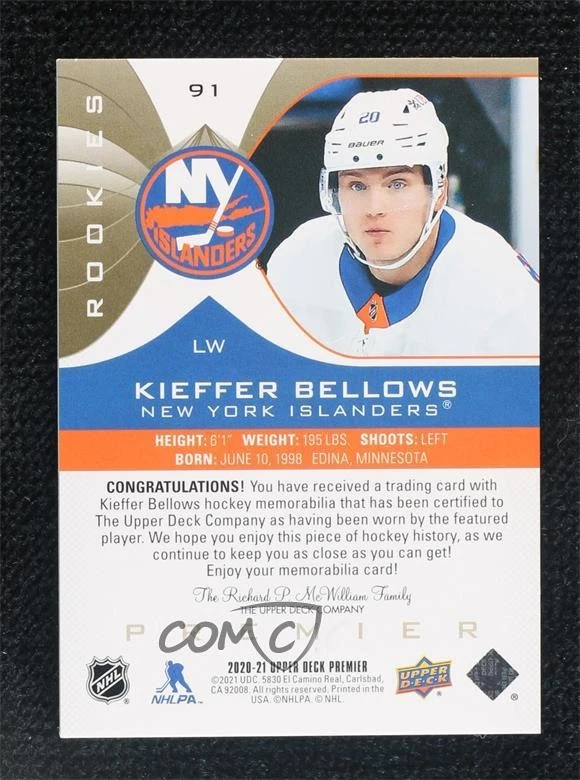 91
ROOKIES
20
BAUER
NY
ISLANDERS
LW
KIEFFER BELLOWS
NEW YORK ISLANDERS®
HEIGHT: 6'1" WEIGHT: 195 LBS. SHOOTS: LEFT
BORN: JUNE 10, 1998 EDINA, MINNESOTA
CONGRATULATIONS! You have received a trading card with
Kieffer Bellows hockey memorabilia that has been certified to
The Upper Deck Company as having been worn by the featured
player. We hope you enjoy this piece of hockey history, as we
continue to keep you as close as you can get!
Enjoy your memorabilia card!
The Richard P. McWilliam Family
THE UPPER DECK COMPANY
PREMIER
COMC
2020-21 UPPER DECK PREMIER
©2021 UDC. 5830 El Camino Real, Carlsbad,
CA 92008. All rights reserved. Printed in the
USA. ©NHLPA. © NHL.
NHL
NHLPA
UPPER
DECK
®